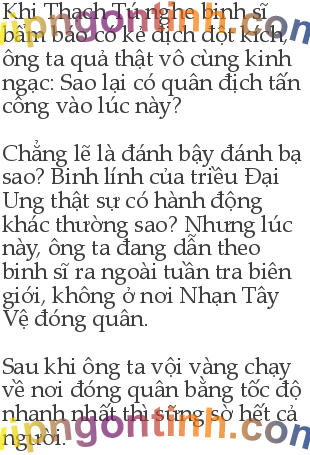 Khi Thạch Tú nghe binh sĩ
bẩm báo có kẻ địch đột kích,
ông ta quả thật vô cùng kinh
ngạc: Sao lại có quân địch tấn
công vào lúc này?
Chẳng lẽ là đánh bậy đánh bạ
sao? Binh lính của triều Đại
Ung thật sự có hành động
khác thường sao? Nhưng lúc
này, ông ta đang dẫn theo
binh sĩ ra ngoài tuần tra biên
giới, không ở nơi Nhạn Tây
Vệ đóng quân.
Sau khi ông ta vội vàng chạy
về nơi đóng quân bằng tốc độ
nhanh nhất thì sững sờ hết cả
người.
vipngontinh.com
vipngontinh.com